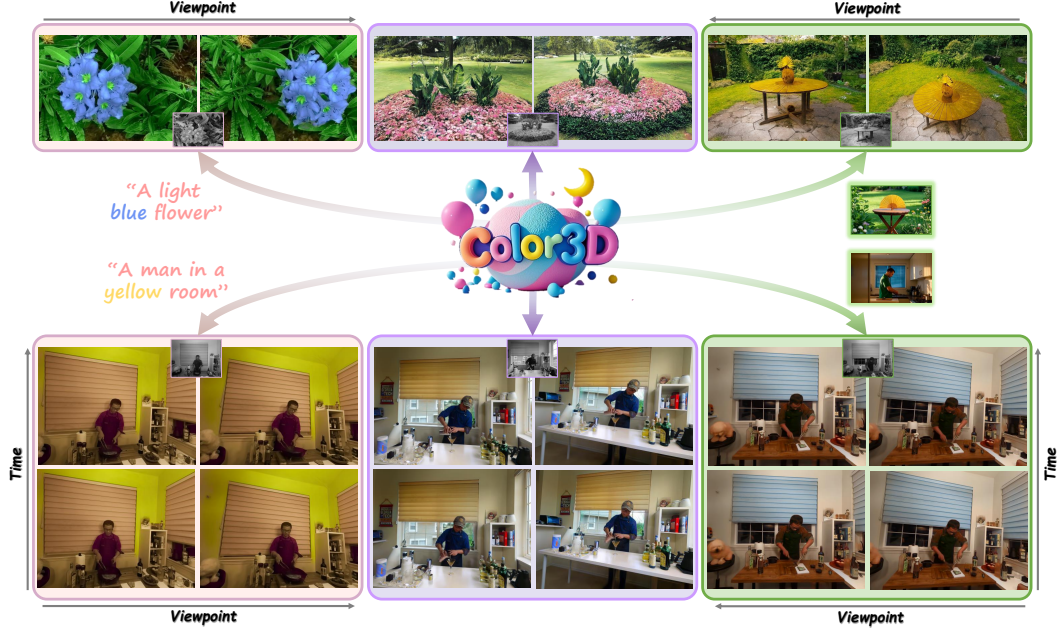 Viewpoint
Viewpoint
“A light
blue flower”
Color3D
“A man in a
yellow room”
Time
Time
Viewpoint
Viewpoint